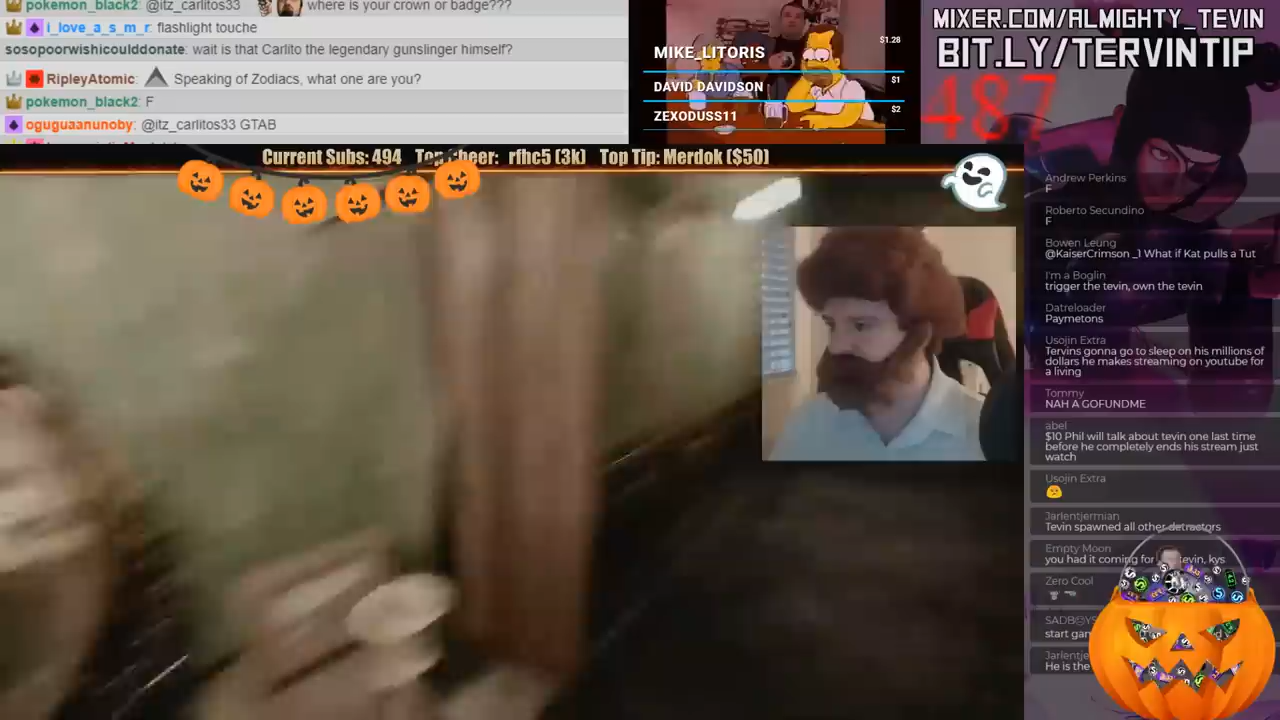 pokemon_black2: @itz_carlitos33 where is your crown or badge???
i_love_a_s_m_r: flashlight touche
sosopoorwishicoulddonate: wait is that Carlito the legendary gunslinger himself?
RipleyAtomic: Speaking of Zodiacs, what one are you?
pokemon_black2: F
oguguaanunoby: @itz_carlitos33 GTAB
MIKE_LITORIS $1.28
DAVID DAVIDSON $1
ZEXODUSS11 $2
MIXER.COM/ALMIGHTY_TEVIN
BIT.LY/TERVINTIP
487
Current Subs: 494 Top Cheer: rfhc5 (3k) Top Tip: Merdok ($50)
Andrew Perkins
F
Roberto Secundino
F
Bowen Leung
@KaiserCrimson _1 What if Kat pulls a Tut
I'm a Boglin
trigger the tevin, own the tevin
Datreloader
Paymetons
Usojin Extra
Tervins gonna go to sleep on his millions of
dollars he makes streaming on youtube for
a living
Tommy
NAH A GOFUNDME
abel
$10 Phil will talk about tevin one last time
before he completely ends his stream just
watch
Usojin Extra
Jarlentjermian
Tevin spawned all other detractors
Empty Moon
you had it coming for tevin, kys
Zero Cool
start
He is the